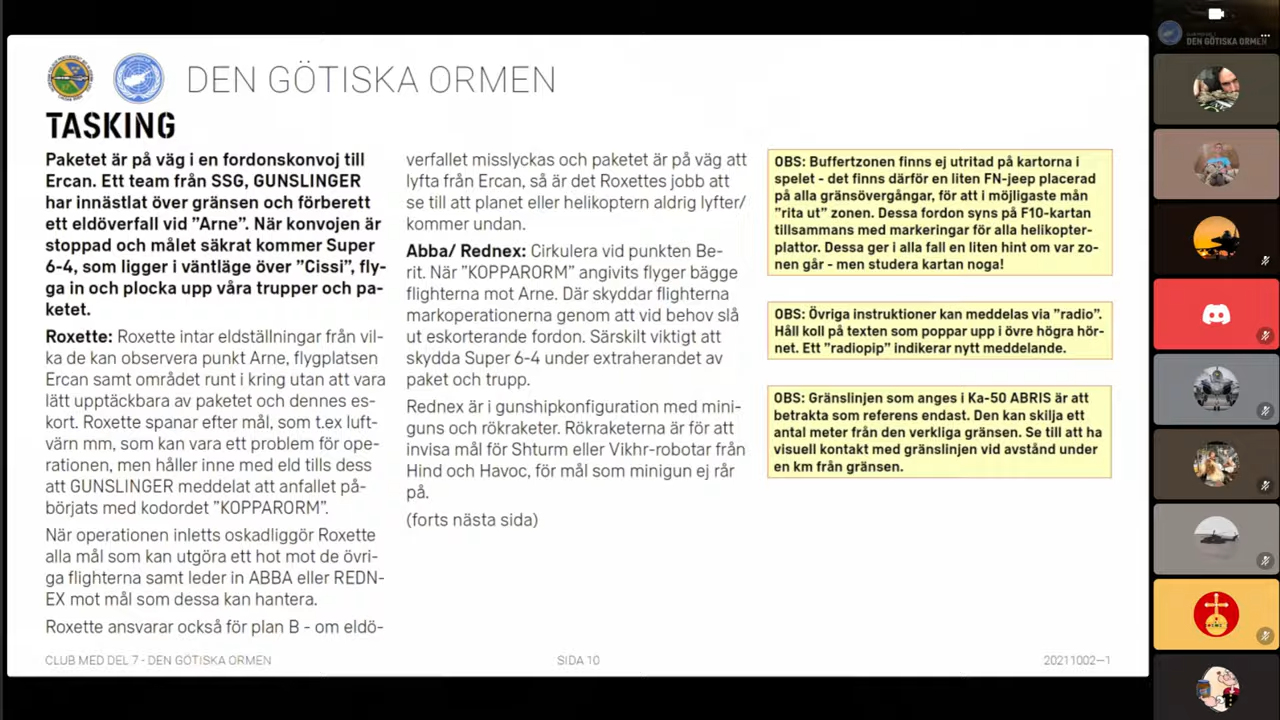 DEN GÖTISKA ORMEN
TASKING
Paketet är på väg i en fordonskonvoj till
Ercan. Ett team från SSG, GUNSLINGER
har innästlat över gränsen och förberett
ett eldöverfall vid ”Arne”. När konvojen är
stoppad och målet säkrat kommer Super
6-4, som ligger i väntläge över ”Cissi”, fly-
ga in och plocka upp våra trupper och pa-
ketet.
Roxette: Roxette intar eldställningar från vil-
ka de kan observera punkt Arne, flygplatsen
Ercan samt området runt i kring utan att vara
lätt upptäckbara av paketet och dennes es-
kort. Roxette spanar efter mål, som t.ex luft-
värn mm, som kan vara ett problem för ope-
rationen, men håller inne med eld tills dess
att GUNSLINGER meddelat att anfallet på-
börjats med kodordet ”KOPPARORM”.
När operationen inletts oskadliggör Roxette
alla mål som kan utgöra ett hot mot de övri-
ga flighterna samt leder in ABBA eller REDN-
EX mot mål som dessa kan hantera.
Roxette ansvarar också för plan B - om eldö-
verfallet misslyckas och paketet är på väg att
lyfta från Ercan, så är det Roxettes jobb att
se till att planet eller helikoptern aldrig lyfter/
kommer undan.
Abba/ Rednex: Cirkulera vid punkten Be-
rit. När ”KOPPARORM” angivits flyger bägge
flighterna mot Arne. Där skyddar flighterna
markoperationerna genom att vid behov slå
ut eskorterande fordon. Särskilt viktigt att
skydda Super 6-4 under extraherandet av
paket och trupp.
Rednex är i gunshipkonfiguration med mini-
guns och rökraketer. Rökraketerna är för att
invisa mål för Shturm eller Vikhr-robotar från
Hind och Havoc, för mål som minigun ej rår
på.
(forts nästa sida)
OBS: Buffertzonen finns ej utritad på kartorna i
spelet - det finns därför en liten FN-jeep placerad
på alla gränsövergångar, för att i möjligaste mån
”rita ut” zonen. Dessa fordon syns på F10-kartan
tillsammans med markeringar för alla helikopter-
plattor. Dessa ger i alla fall en liten hint om var zo-
nen går - men studera kartan noga!
OBS: Övriga instruktioner kan meddelas via ”radio”.
Håll koll på texten som poppar upp i övre högra hör-
net. Ett ”radiopip” indikerar nytt meddelande.
OBS: Gränslinjen som anges i Ka-50 ABRIS är att
betrakta som referens endast. Den kan skilja ett
antal meter från den verkliga gränsen. Se till att ha
visuell kontakt med gränslinjen vid avstånd under
en km från gränsen.
CLUB MED DEL 7 - DEN GÖTISKA ORMEN
SIDA 10
20211002—1
CLUB MED DEL 7
DEN GÖTISKA ORMEN